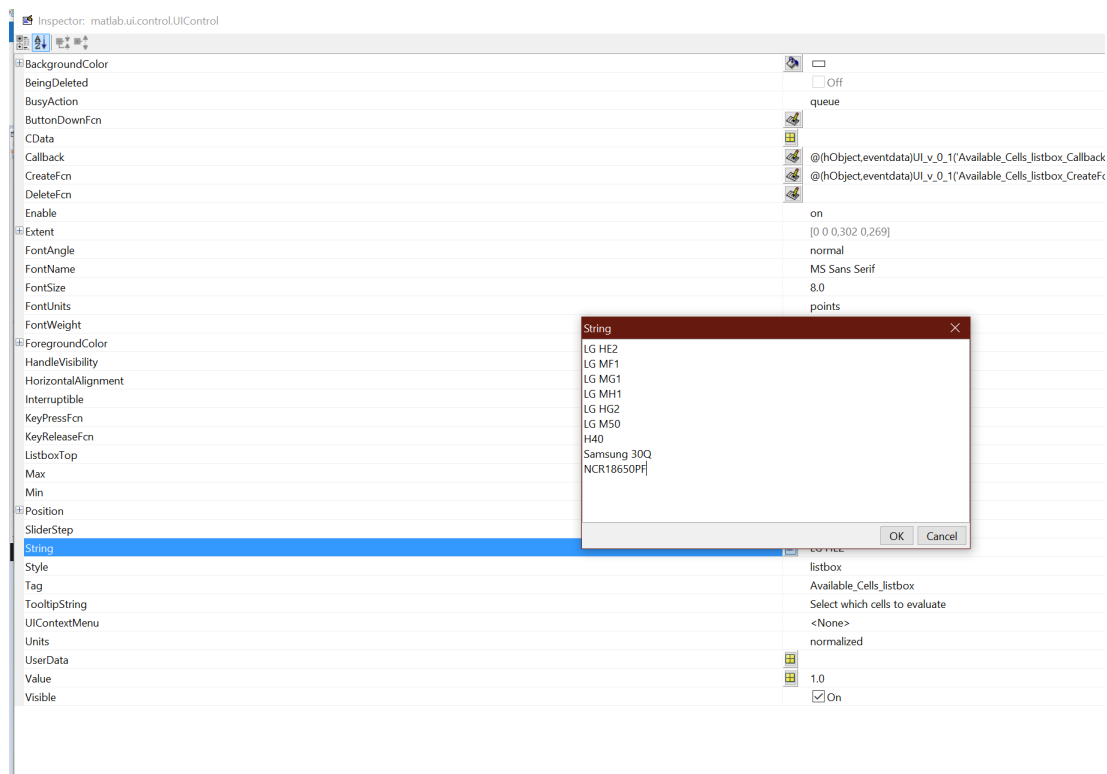 Inspector: matlab.ui.control.UIControl
BackgroundColor
BeingDeleted Off
BusyAction queue
ButtonDownFcn
CData
Callback @(hObject,eventdata)UI_v_0_1('Available_Cells_listbox_Callback
CreateFcn @(hObject,eventdata)UI_v_0_1('Available_Cells_listbox_CreateFc
DeleteFcn
Enable on
Extent [0 0 0,302 0,269]
FontAngle normal
FontName MS Sans Serif
FontSize 8.0
FontUnits points
FontWeight
ForegroundColor
HandleVisibility
HorizontalAlignment
Interruptible
KeyPressFcn
KeyReleaseFcn
ListboxTop
Max
Min
Position
SliderStep
String LG HE2
Style listbox
Tag Available_Cells_listbox
TooltipString Select which cells to evaluate
UIContextMenu <None>
Units normalized
UserData
Value 1.0
Visible On
String
LG HE2
LG MF1
LG MG1
LG MH1
LG HG2
LG M50
H40
Samsung 30Q
NCR18650PF
OK Cancel